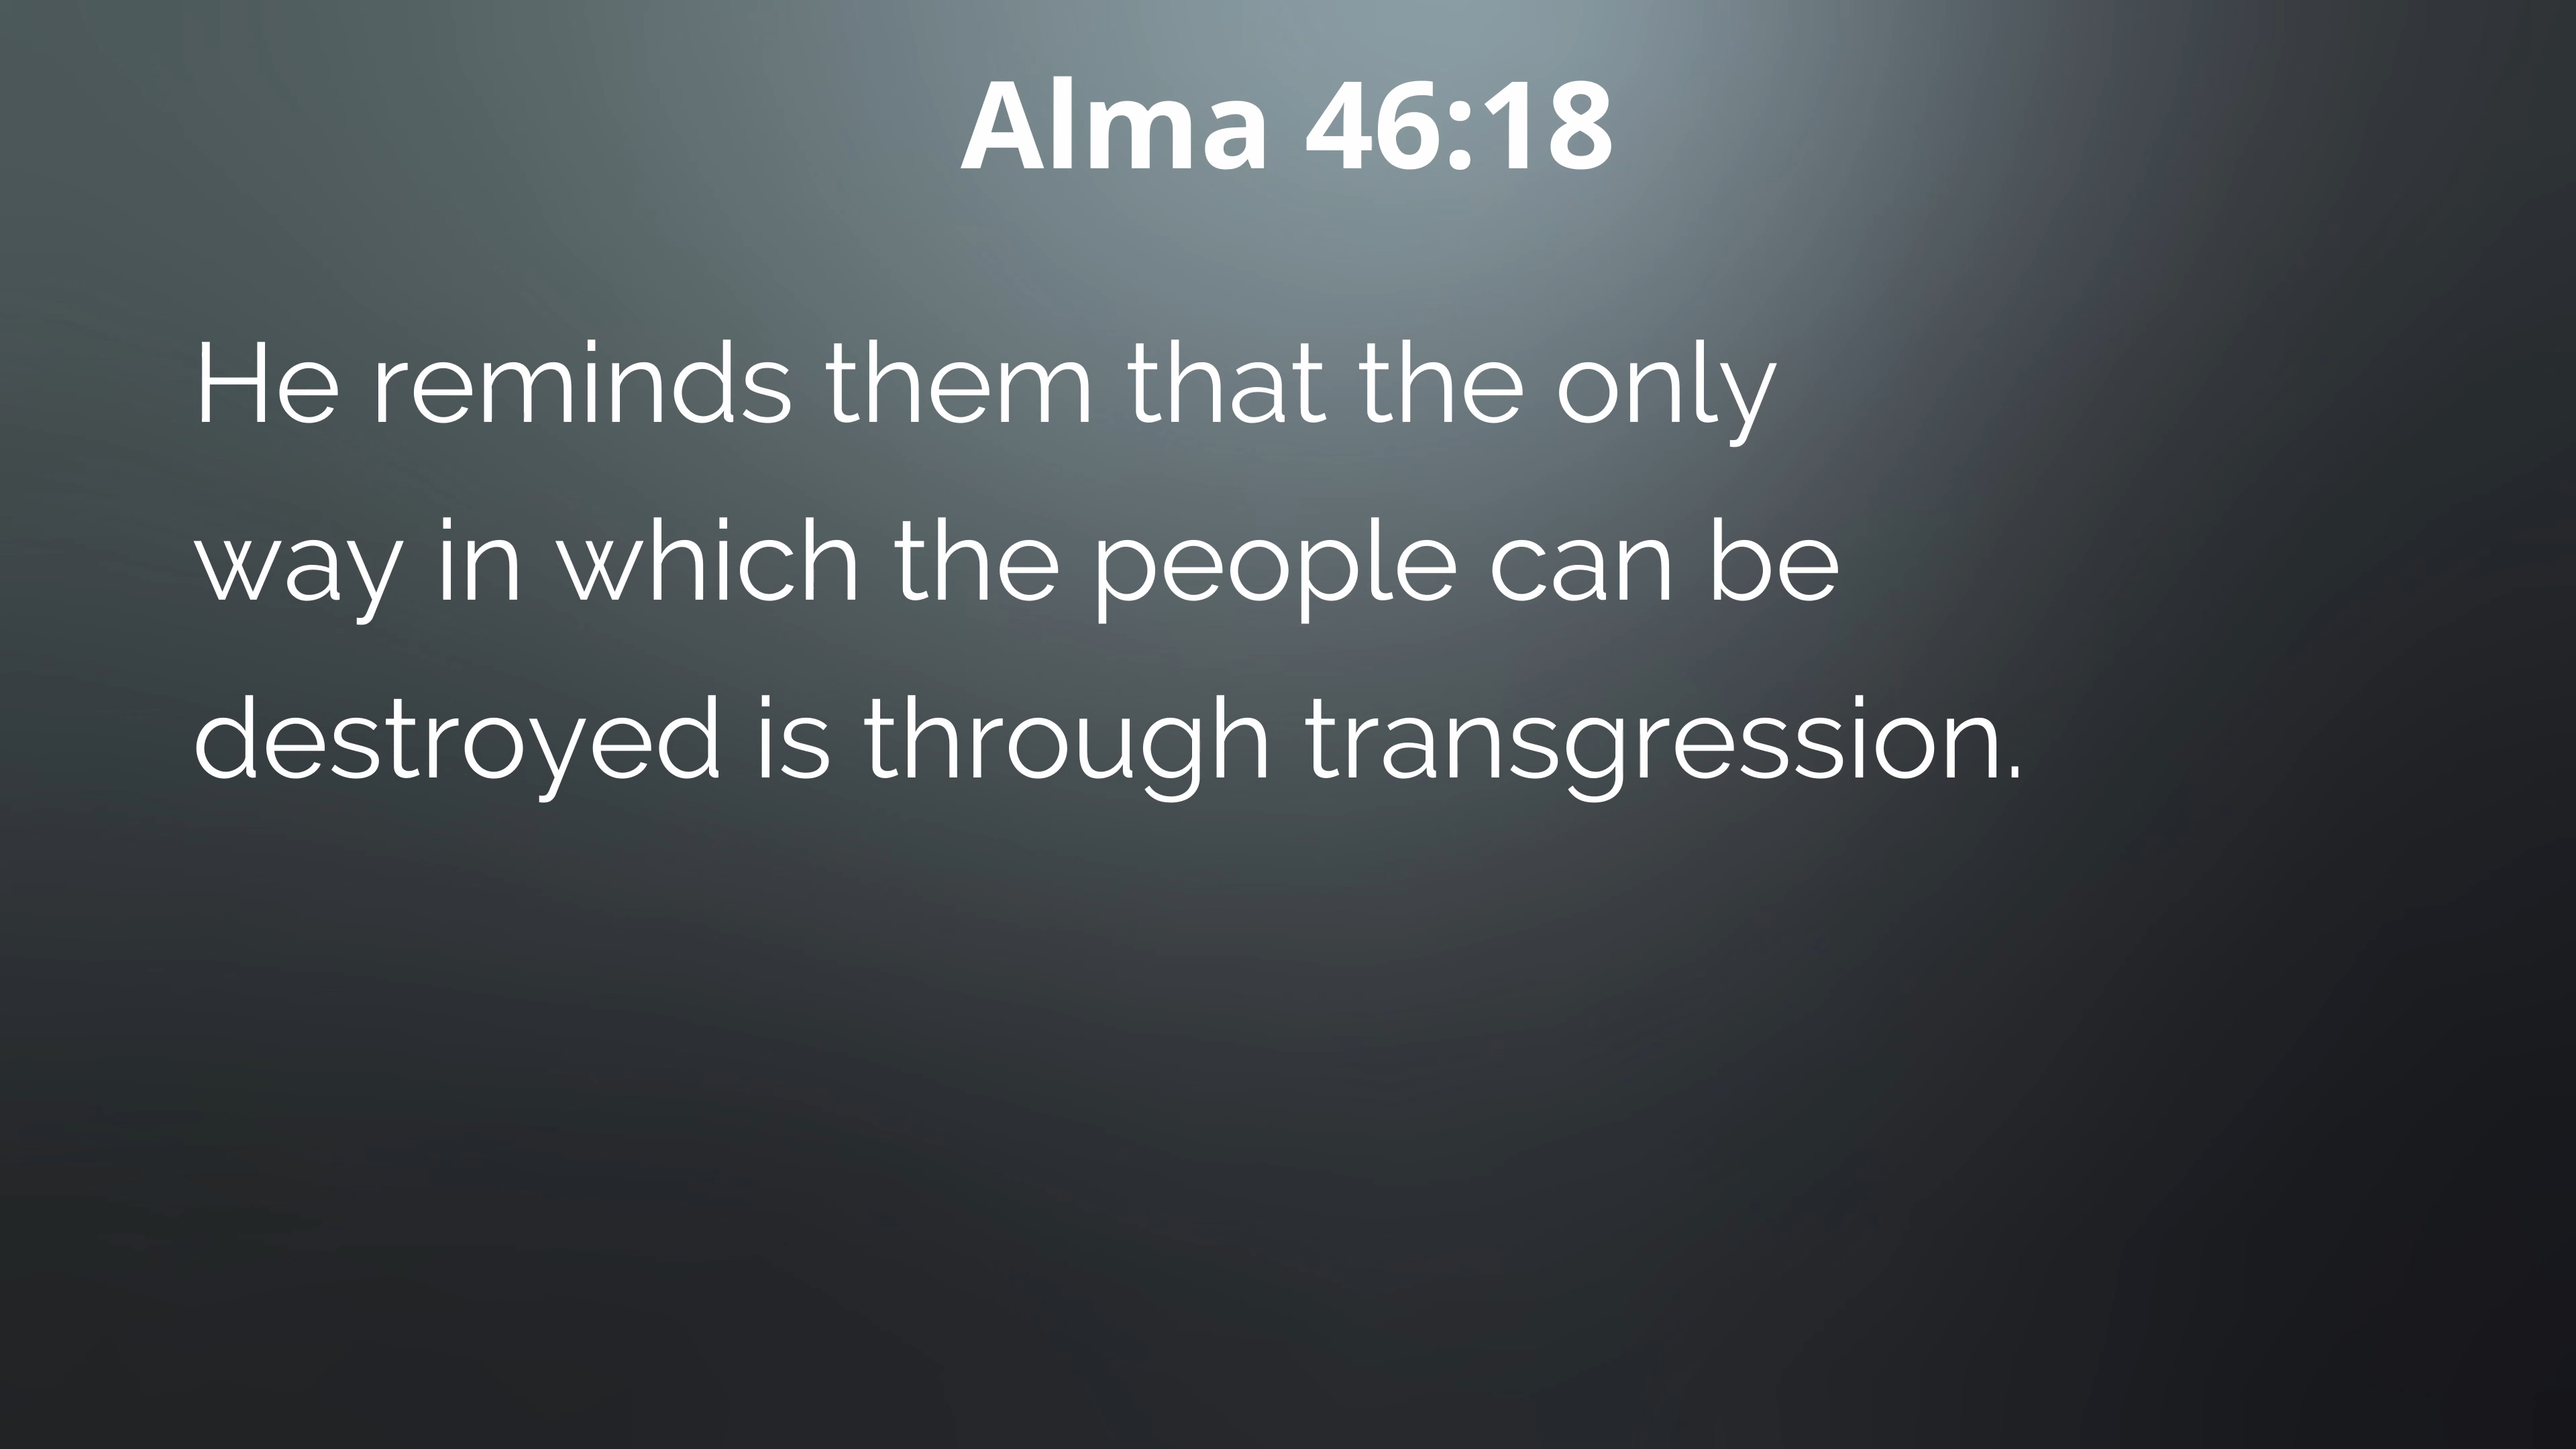 Alma 46:18
He reminds them that the only
way in which the people can be
destroyed is through transgression.